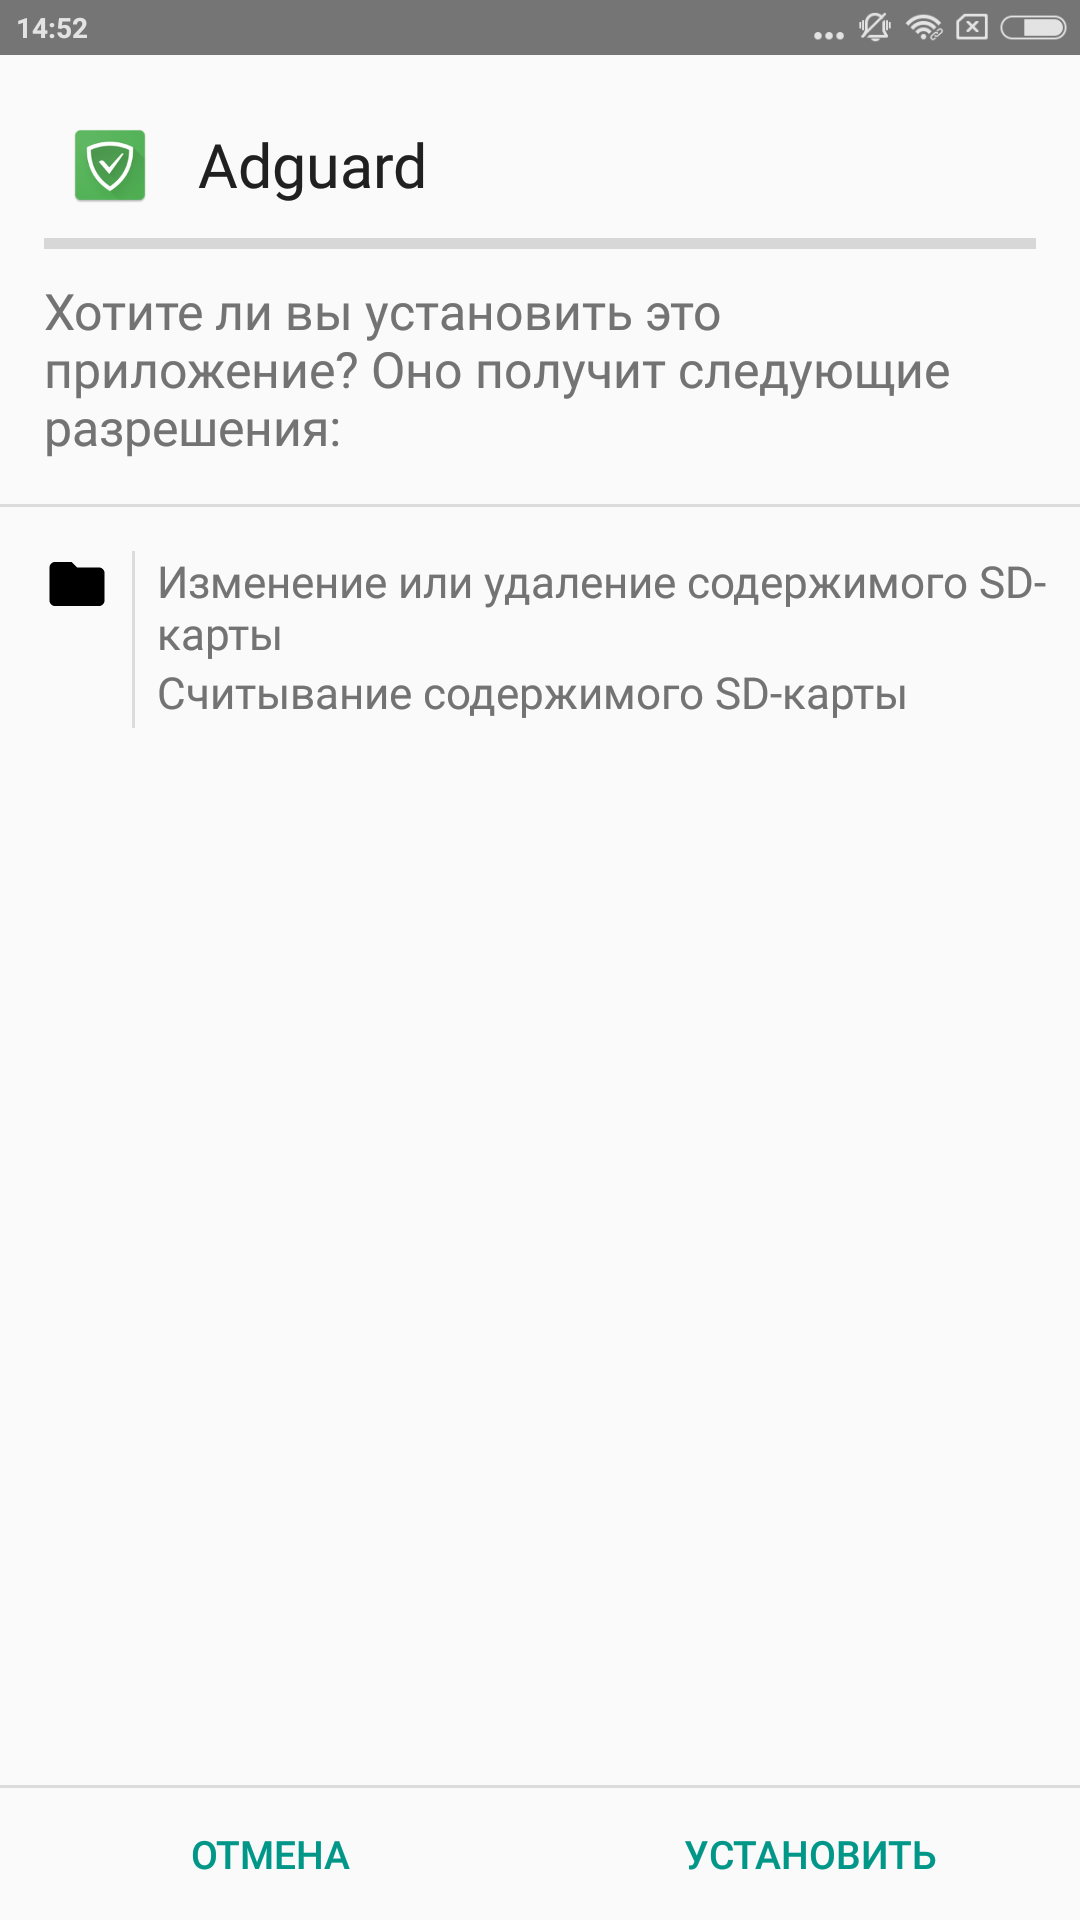 14:52
Adguard
Хотите ли вы установить это
приложение? Оно получит следующие
разрешения:
Изменение или удаление содержимого SD-
карты
Считывание содержимого SD-карты
ОТМЕНА
УСТАНОВИТЬ